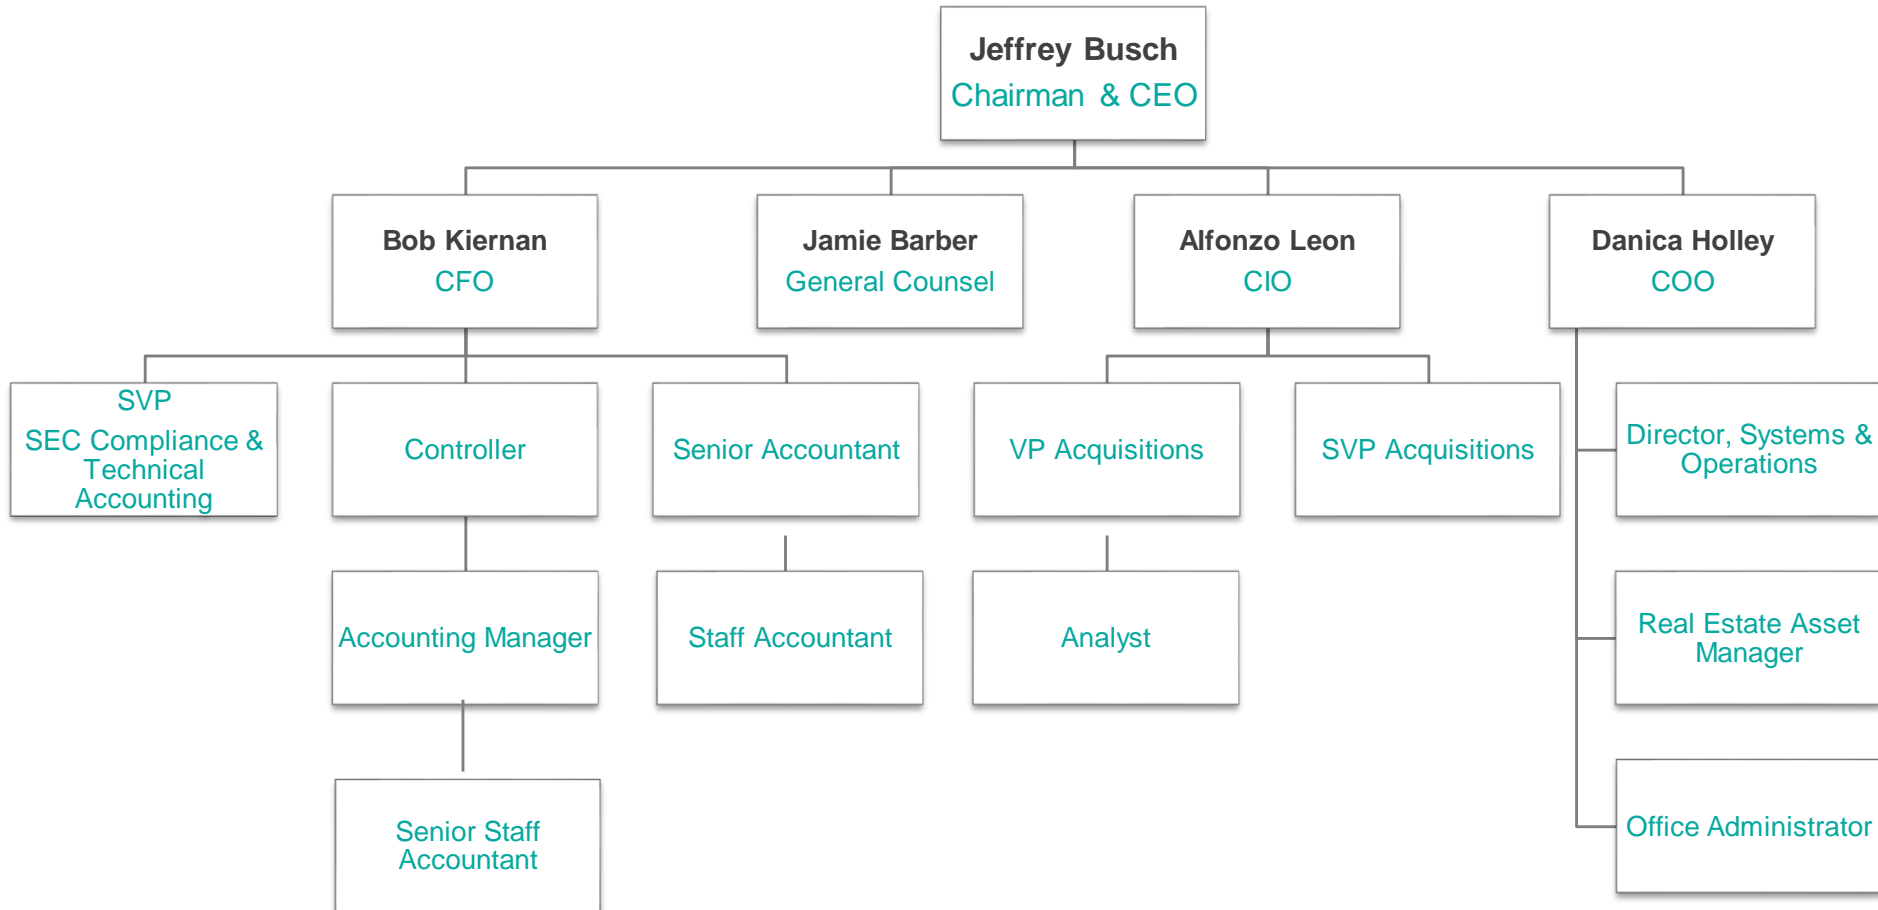 Jeffrey Busch
Chairman & CEO
Bob Kiernan
CFO
Jamie Barber
General Counsel
Alfonzo Leon
CIO
Danica Holley
COO
SVP
SEC Compliance &
Technical
Accounting
Controller
Senior Accountant
VP Acquisitions
SVP Acquisitions
Director, Systems &
Operations
Accounting Manager
Staff Accountant
Analyst
Real Estate Asset
Manager
Senior Staff
Accountant
Office Administrator